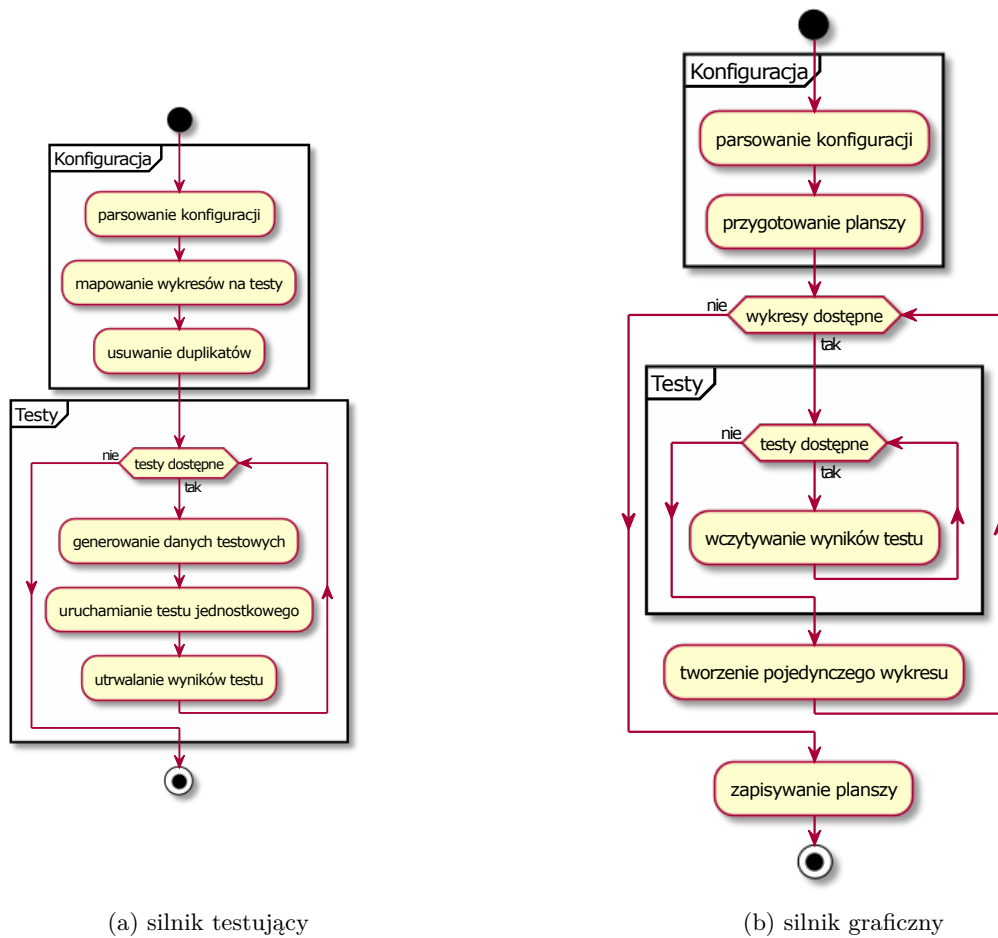 Konfiguracja
parsowanie konfiguracji
mapowanie wykresów na testy
usuwanie duplikatów
Testy
nie
testy dostępne
tak
generowanie danych testowych
uruchamianie testu jednostkowego
utrwalanie wyników testu
(a) silnik testujący
Konfiguracja
parsowanie konfiguracji
przygotowanie planszy
nie
wykresy dostępne
tak
Testy
nie
testy dostępne
tak
wczytywanie wyników testu
tworzenie pojedynczego wykresu
zapisywanie planszy
(b) silnik graficzny